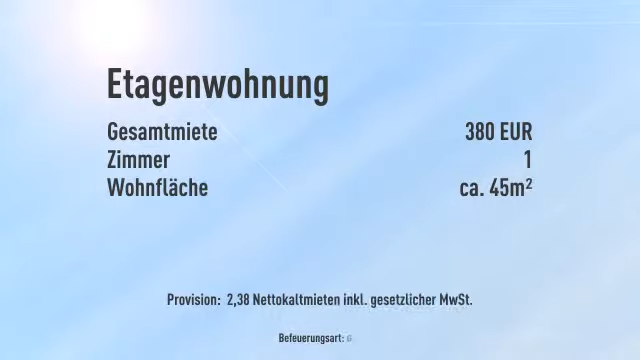 Etagenwohnung
Gesamtmiete 380 EUR
Zimmer 1
Wohnfläche ca. 45m²
Provision: 2,38 Nettokaltmieten inkl. gesetzlicher MwSt.
Befeuerungsart: